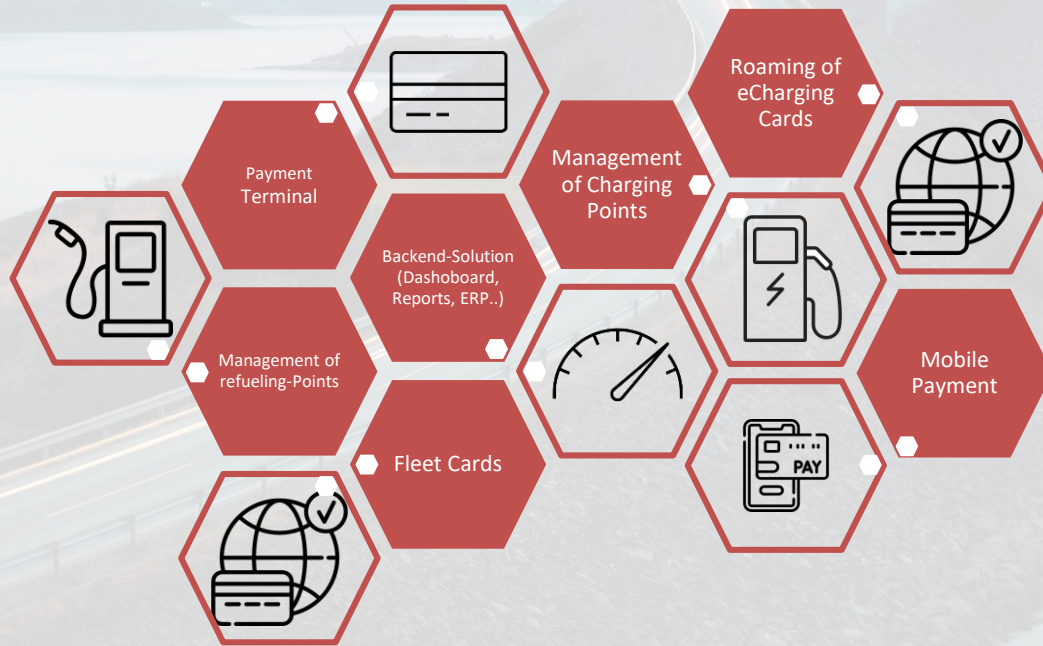 Roaming of
eCharging
Cards
Payment
Terminal
Management
of Charging
Points
Backend-Solution
(Dashoboard,
Reports, ERP..)
Management of
refueling-Points
Mobile
Payment
Fleet Cards
PAY